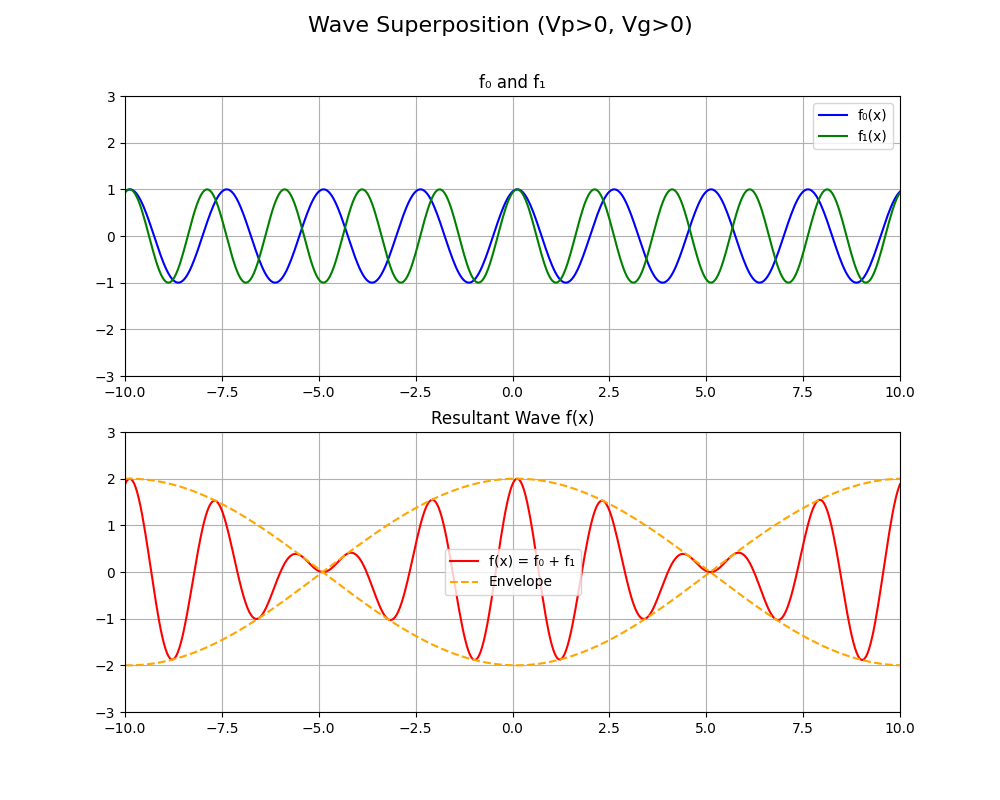 Wave Superposition (Vp>0, Vg>0)
f₀ and f₁
3
2
1
0
−1
−2
−3
f₀(x)
f₁(x)
−10.0 −7.5 −5.0 −2.5 0.0 2.5 5.0 7.5 10.0
Resultant Wave f(x)
3
2
1
0
−1
−2
−3
f(x) = f₀ + f₁
Envelope
−10.0 −7.5 −5.0 −2.5 0.0 2.5 5.0 7.5 10.0